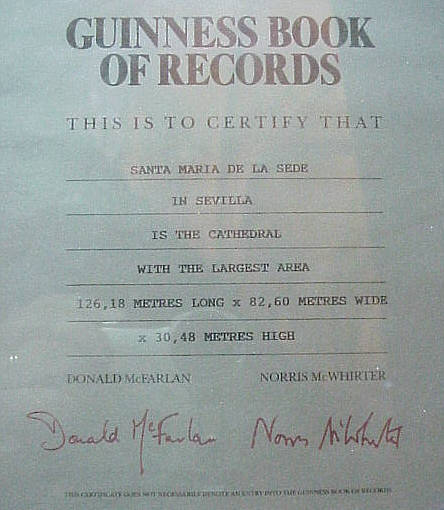 GUINNESS BOOK
OF RECORDS
THIS IS TO CERTIFY THAT
SANTA MARIA DE LA SEDE
IN SEVILLA
IS THE CATHEDRAL
WITH THE LARGEST AREA
126,18 METRES LONG x 82,60 METRES WIDE
x 30,48 METRES HIGH
DONALD McFARLAN NORRIS McWHIRTER
Donald McFarlan Norris McWhirter
THIS CERTIFICATE DOES NOT NECESSARILY DENOTE AN ENTRY INTO THE GUINNESS BOOK OF RECORDS